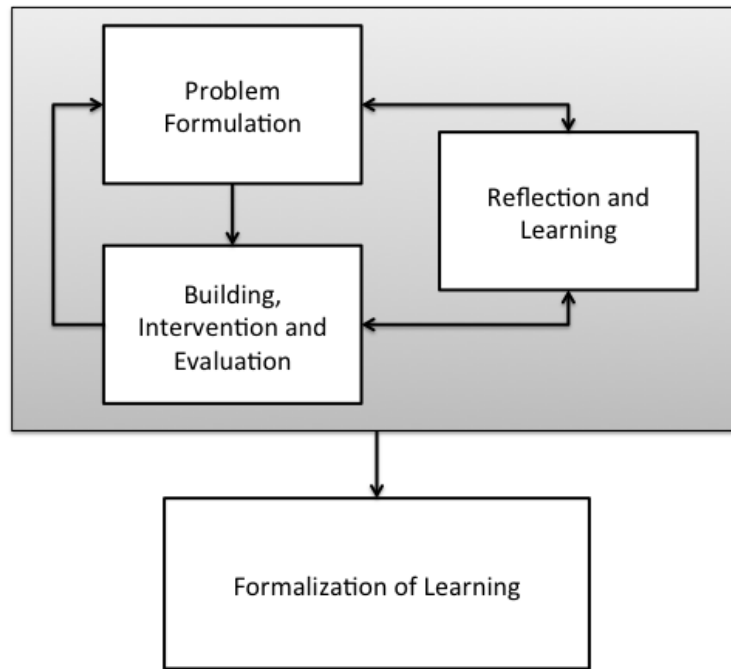 Problem
Formulation
Reflection and
Learning
Building,
Intervention and
Evaluation
Formalization of Learning